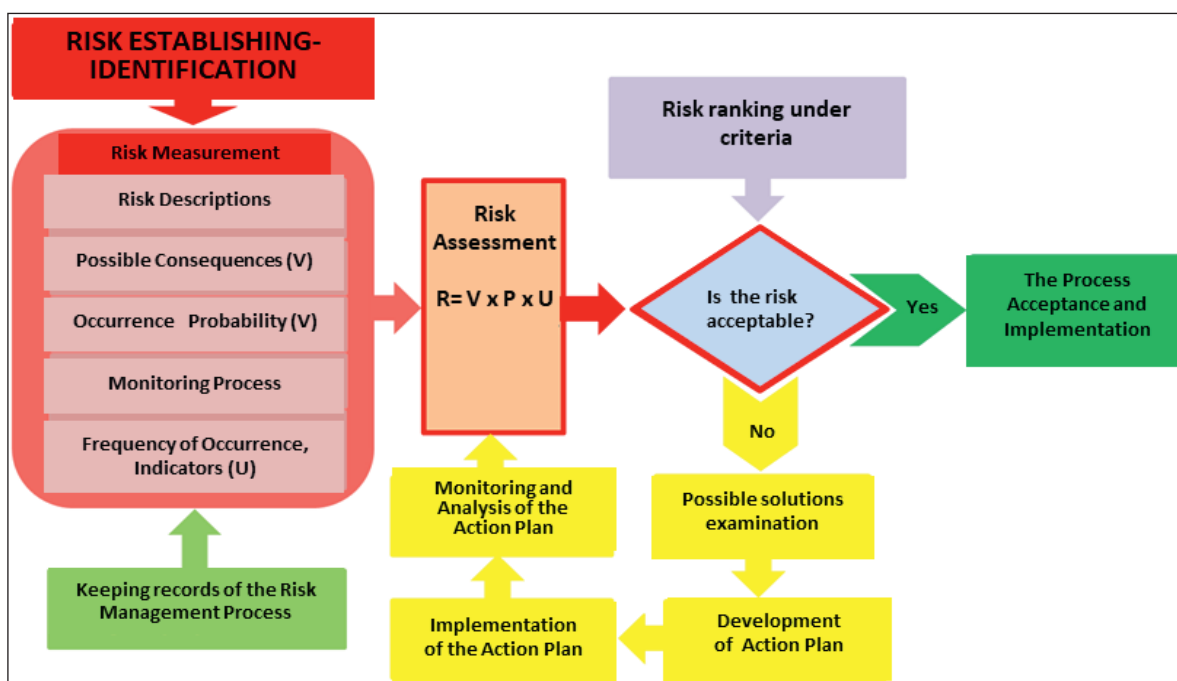 RISK ESTABLISHING-
IDENTIFICATION
Risk Measurement
Risk Descriptions
Possible Consequences (V)
Occurrence Probability (V)
Monitoring Process
Frequency of Occurrence,
Indicators (U)
Keeping records of the Risk
Management Process
Risk
Assessment
R= V x P x U
Risk ranking under
criteria
Is the risk
acceptable?
Yes
The Process
Acceptance and
Implementation
No
Possible solutions
examination
Development
of Action Plan
Implementation
of the Action Plan
Monitoring and
Analysis of the
Action Plan